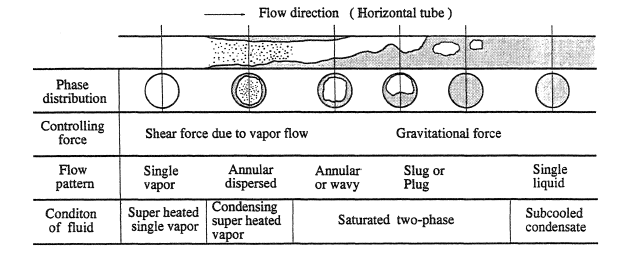 Flow direction ( Horizontal tube )
Phase
distribution
Controlling
force
Shear force due to vapor flow
Gravitational force
Flow
pattern
Single
vapor
Annular
dispersed
Annular
or wavy
Slug or
Plug
Single
liquid
Conditon
of fluid
Super heated
single vapor
Condensing
super heated
vapor
Saturated two-phase
Subcooled
condensate